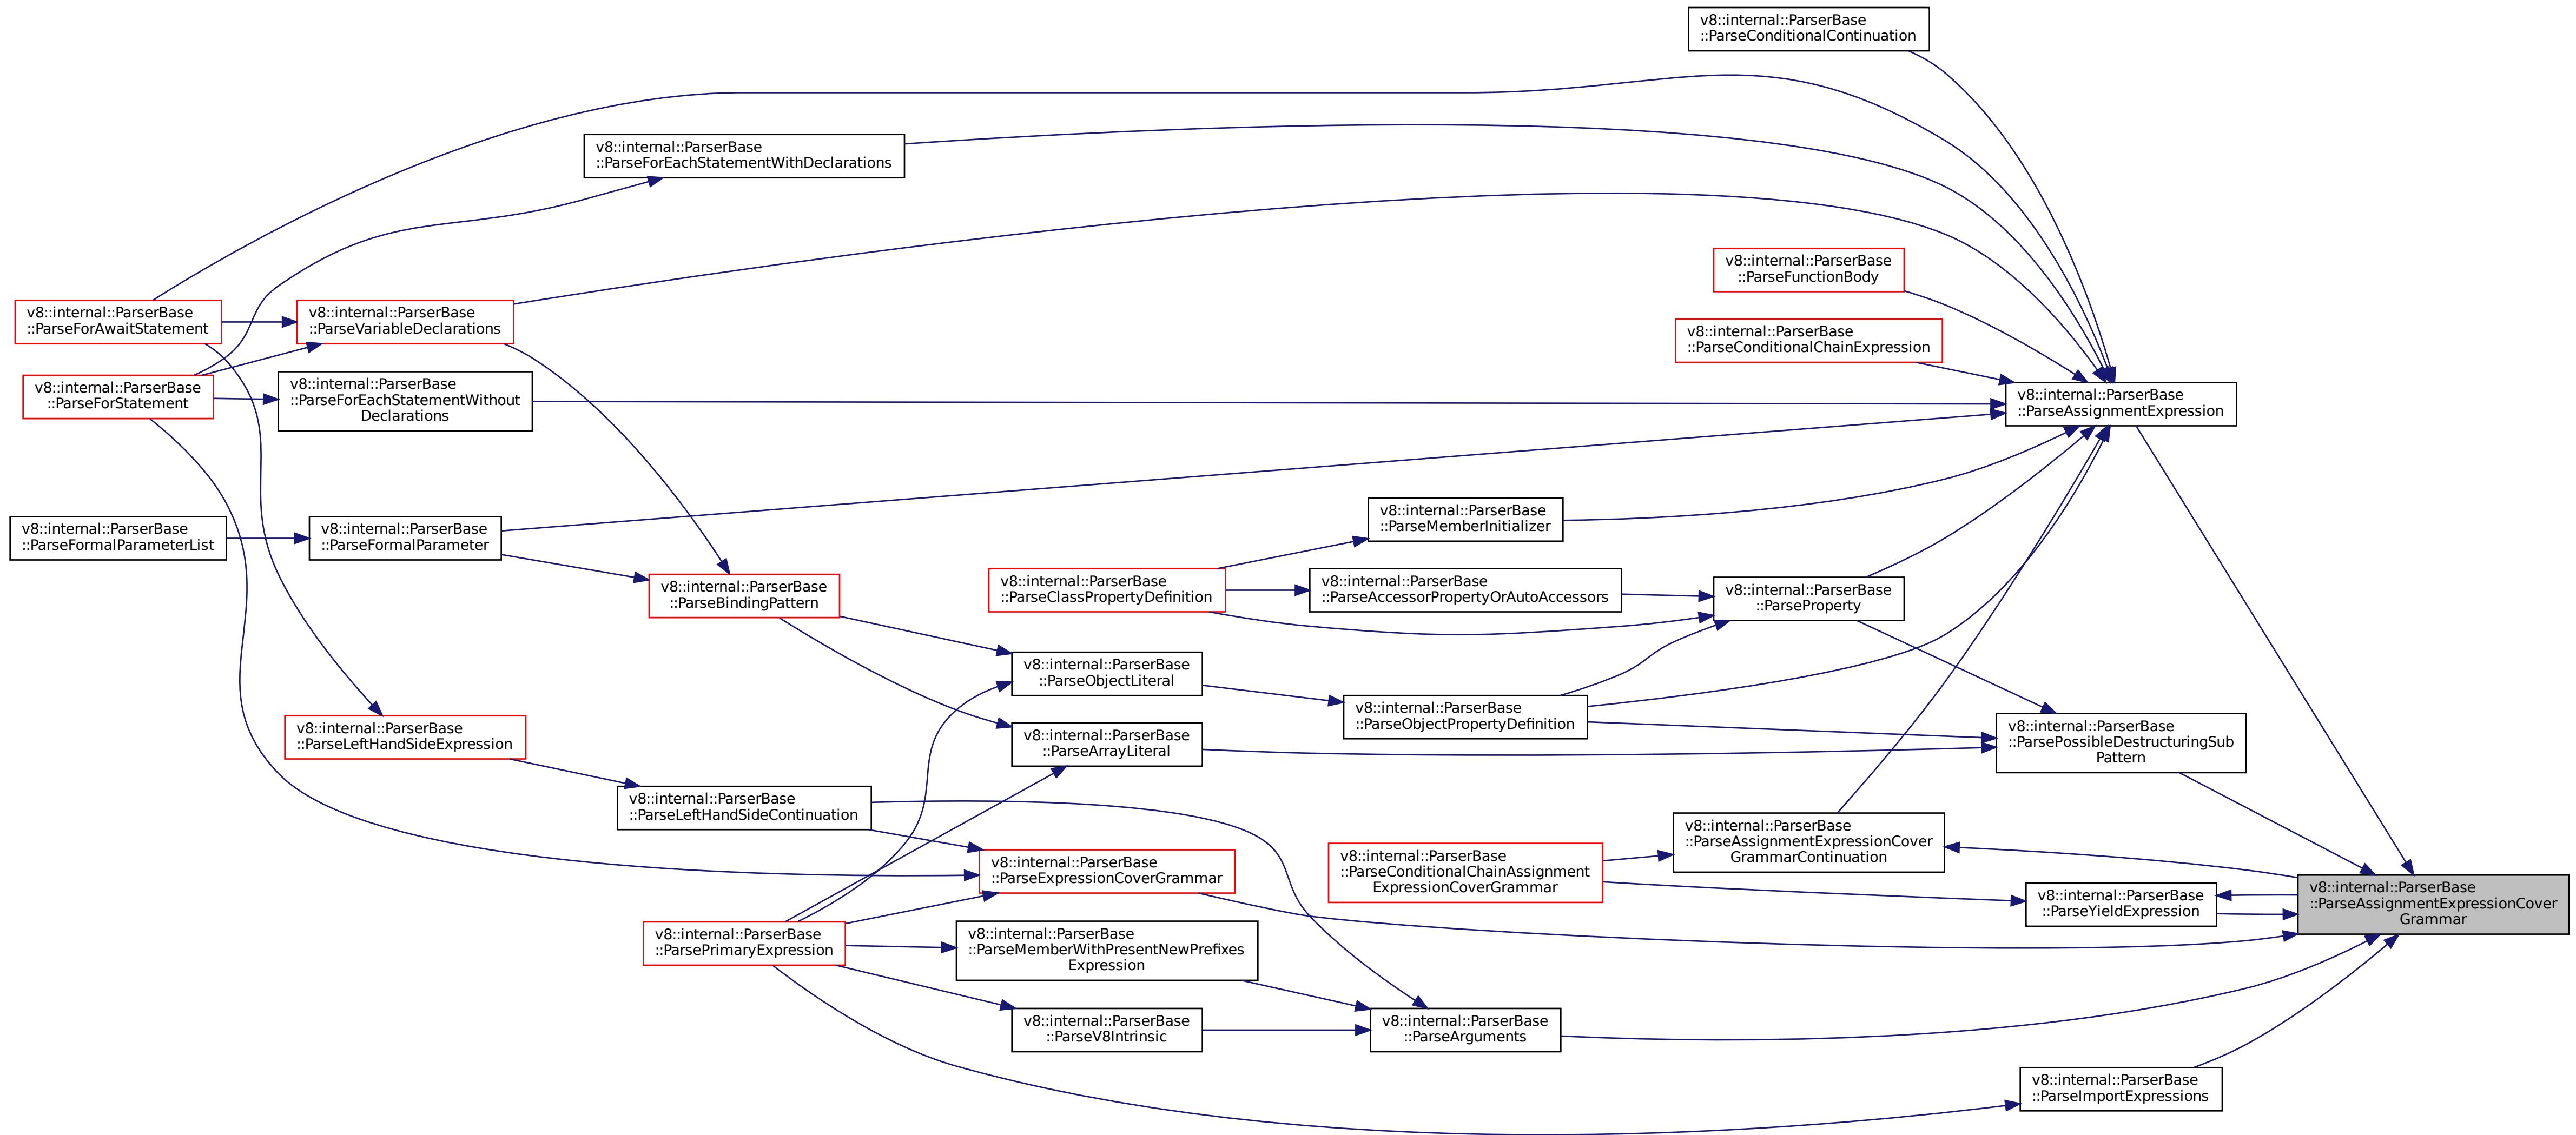 v8::internal::ParserBase
::ParseConditionalContinuation
v8::internal::ParserBase
::ParseForEachStatementWithDeclarations
v8::internal::ParserBase
::ParseFunctionBody
v8::internal::ParserBase
::ParseForAwaitStatement
v8::internal::ParserBase
::ParseVariableDeclarations
v8::internal::ParserBase
::ParseConditionalChainExpression
v8::internal::ParserBase
::ParseForStatement
v8::internal::ParserBase
::ParseForEachStatementWithout
Declarations
v8::internal::ParserBase
::ParseAssignmentExpression
v8::internal::ParserBase
::ParseMemberInitializer
v8::internal::ParserBase
::ParseFormalParameterList
v8::internal::ParserBase
::ParseFormalParameter
v8::internal::ParserBase
::ParseBindingPattern
v8::internal::ParserBase
::ParseClassPropertyDefinition
v8::internal::ParserBase
::ParseAccessorPropertyOrAutoAccessors
v8::internal::ParserBase
::ParseProperty
v8::internal::ParserBase
::ParseObjectLiteral
v8::internal::ParserBase
::ParseObjectPropertyDefinition
v8::internal::ParserBase
::ParseLeftHandSideExpression
v8::internal::ParserBase
::ParseArrayLiteral
v8::internal::ParserBase
::ParsePossibleDestructuringSub
Pattern
v8::internal::ParserBase
::ParseLeftHandSideContinuation
v8::internal::ParserBase
::ParseAssignmentExpressionCover
GrammarContinuation
v8::internal::ParserBase
::ParseExpressionCoverGrammar
v8::internal::ParserBase
::ParseConditionalChainAssignment
ExpressionCoverGrammar
v8::internal::ParserBase
::ParseYieldExpression
v8::internal::ParserBase
::ParseAssignmentExpressionCover
Grammar
v8::internal::ParserBase
::ParsePrimaryExpression
v8::internal::ParserBase
::ParseMemberWithPresentNewPrefixes
Expression
v8::internal::ParserBase
::ParseV8Intrinsic
v8::internal::ParserBase
::ParseArguments
v8::internal::ParserBase
::ParseImportExpressions